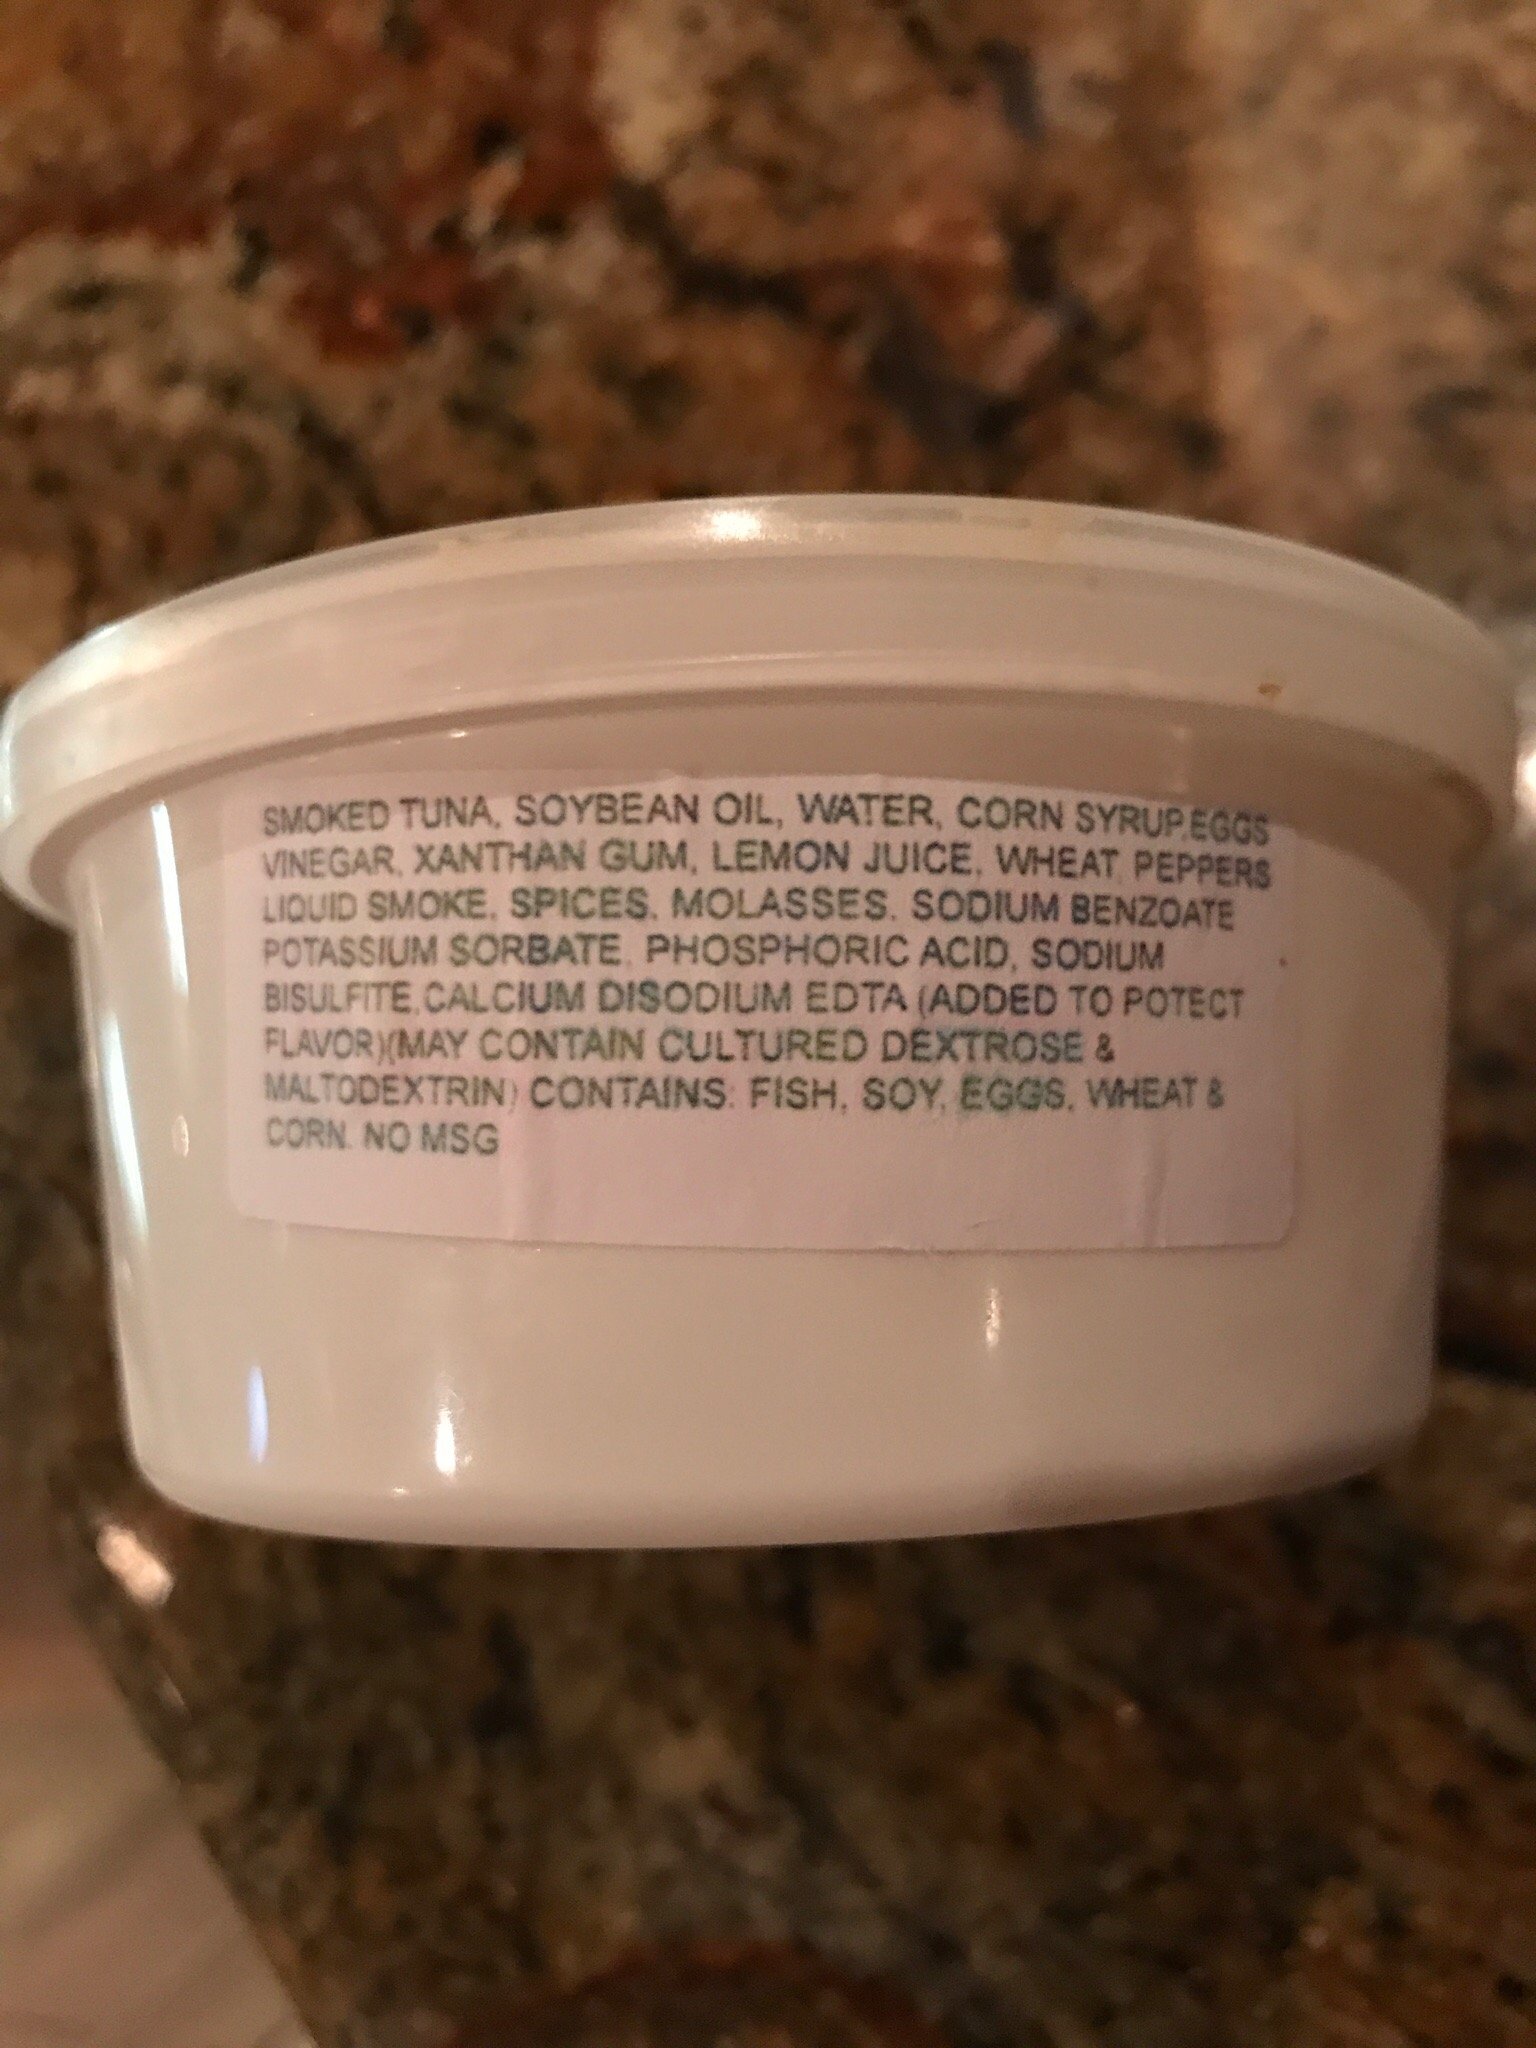 SMOKED TUNA, SOYBEAN OIL, WATER, CORN SYRUP,EGGS
VINEGAR, XANTHAN GUM, LEMON JUICE, WHEAT, PEPPERS
LIQUID SMOKE, SPICES, MOLASSES, SODIUM BENZOATE
POTASSIUM SORBATE, PHOSPHORIC ACID, SODIUM
BISULFITE,CALCIUM DISODIUM EDTA (ADDED TO POTECT
FLAVOR)(MAY CONTAIN CULTURED DEXTROSE &
MALTODEXTRIN) CONTAINS: FISH, SOY, EGGS, WHEAT &
CORN. NO MSG